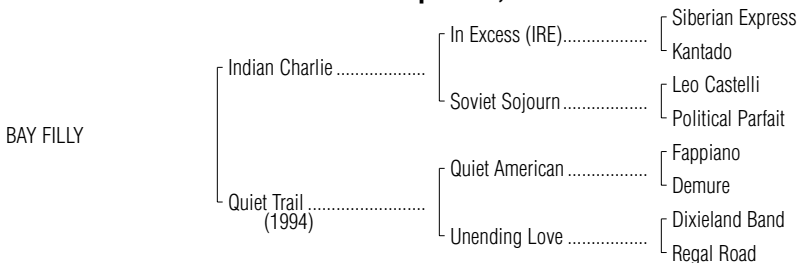 Siberian Express
In Excess (IRE)..................
Kantado
Indian Charlie ....................
Leo Castelli
Soviet Sojourn ..................
Political Parfait
BAY FILLY
Fappiano
Quiet American .................
Demure
Quiet Trail .........................
(1994)
Dixieland Band
Unending Love .................
Regal Road